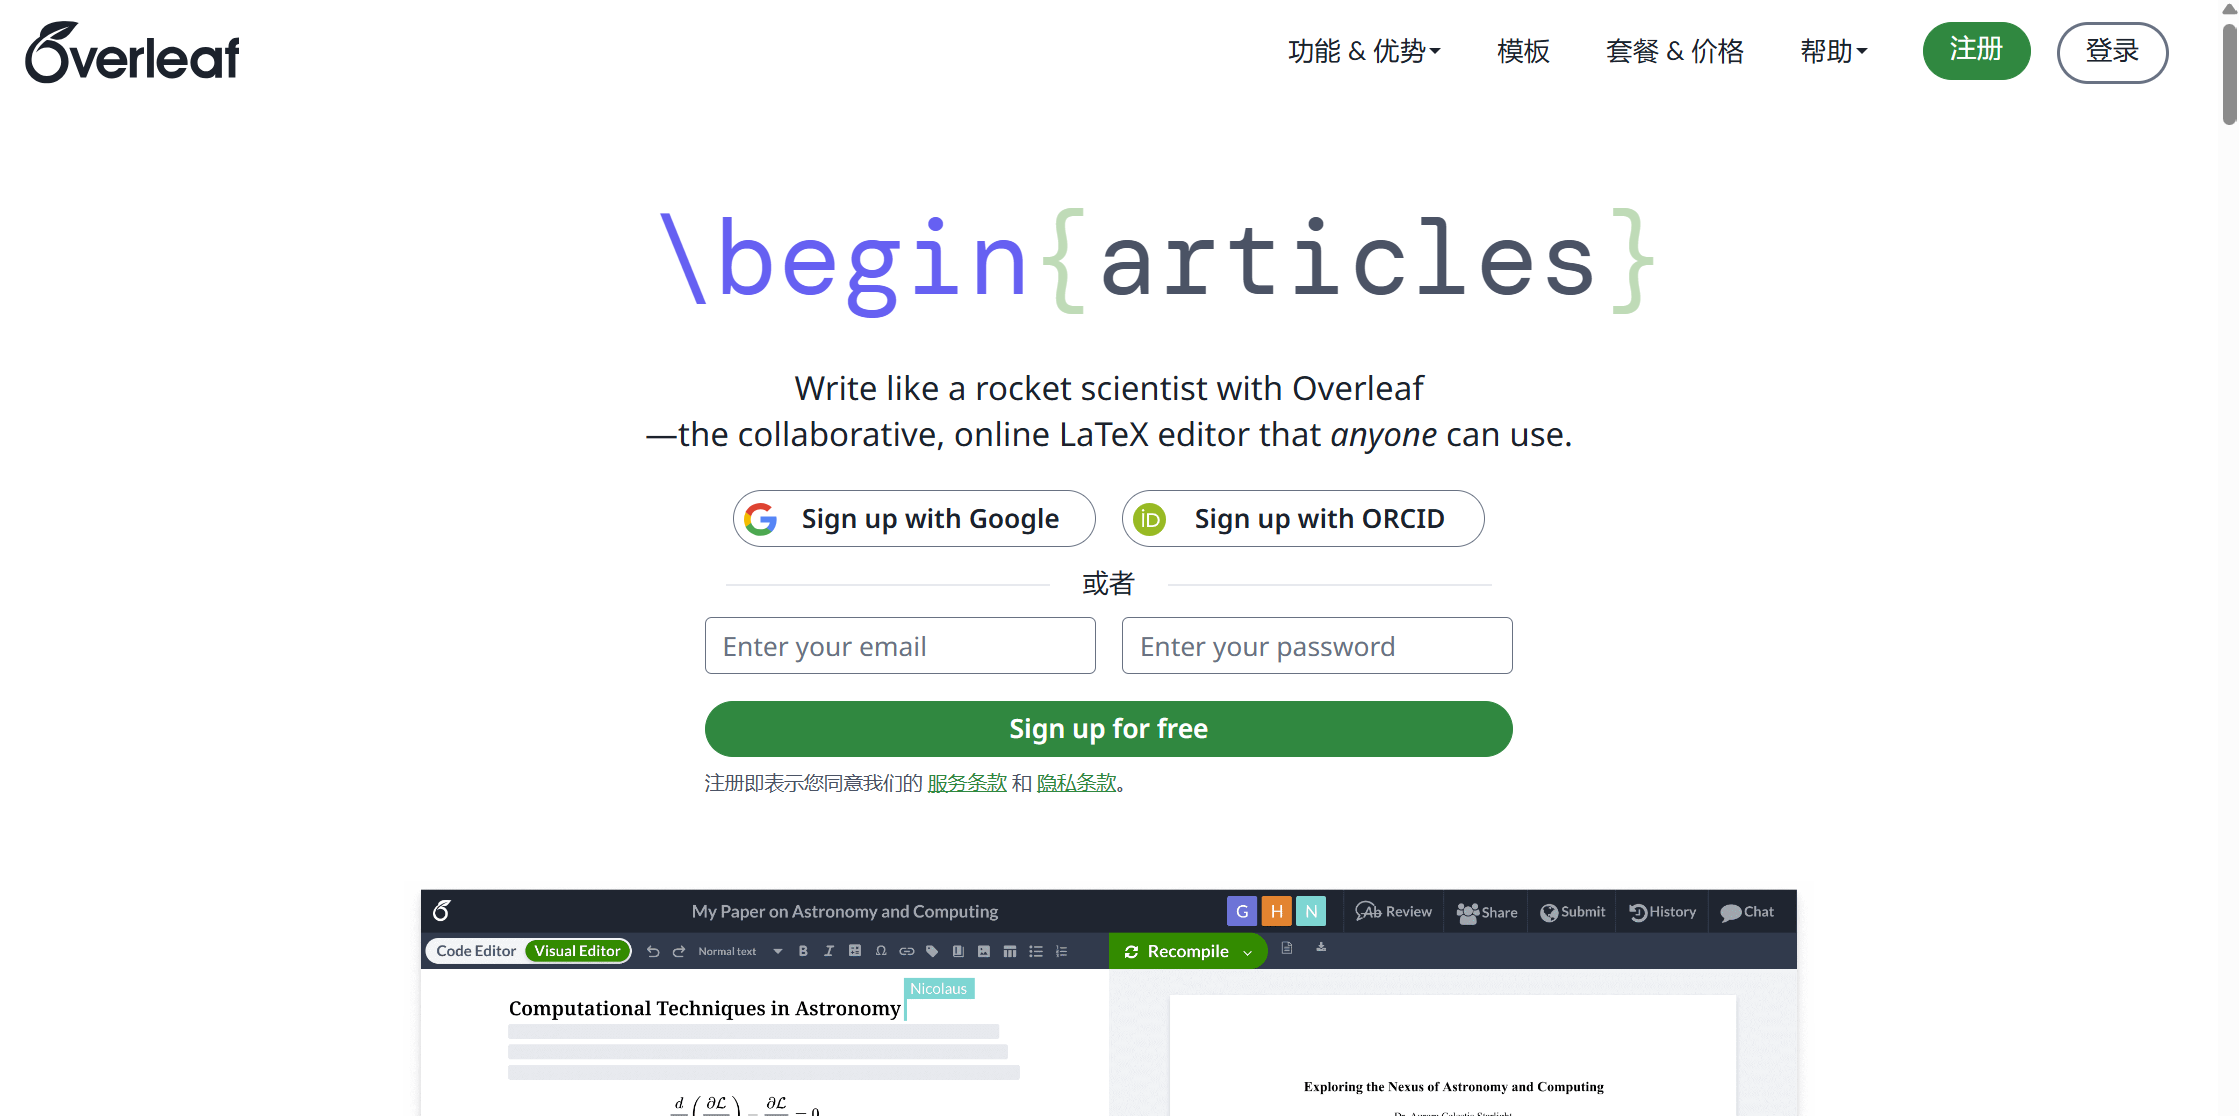 Overleaf
功能 & 优势
模板
套餐 & 价格
帮助
注册
登录
\begin{articles}
Write like a rocket scientist with Overleaf
—the collaborative, online LaTeX editor that anyone can use.
Sign up with Google
Sign up with ORCID
或者
Enter your email
Enter your password
Sign up for free
注册即表示您同意我们的 服务条款 和 隐私条款。
My Paper on Astronomy and Computing
G H N
Review
Share
Submit
History
Chat
Code Editor
Visual Editor
Normal text
Recompile
Nicolaus
Computational Techniques in Astronomy
Exploring the Nexus of Astronomy and Computing